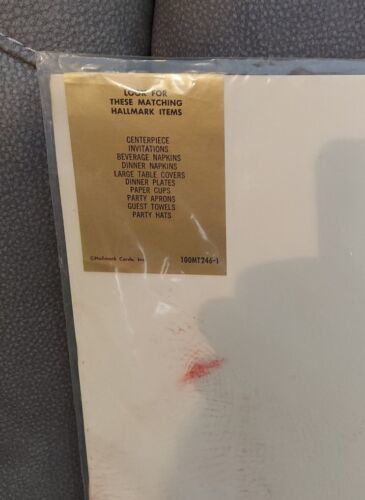 LOOK FOR
THESE MATCHING
HALLMARK ITEMS
CENTERPIECE
INVITATIONS
BEVERAGE NAPKINS
DINNER NAPKINS
LARGE TABLE COVERS
DINNER PLATES
PAPER CUPS
PARTY APRONS
GUEST TOWELS
PARTY HATS
©Hallmark Cards, Inc. 100MT246-1